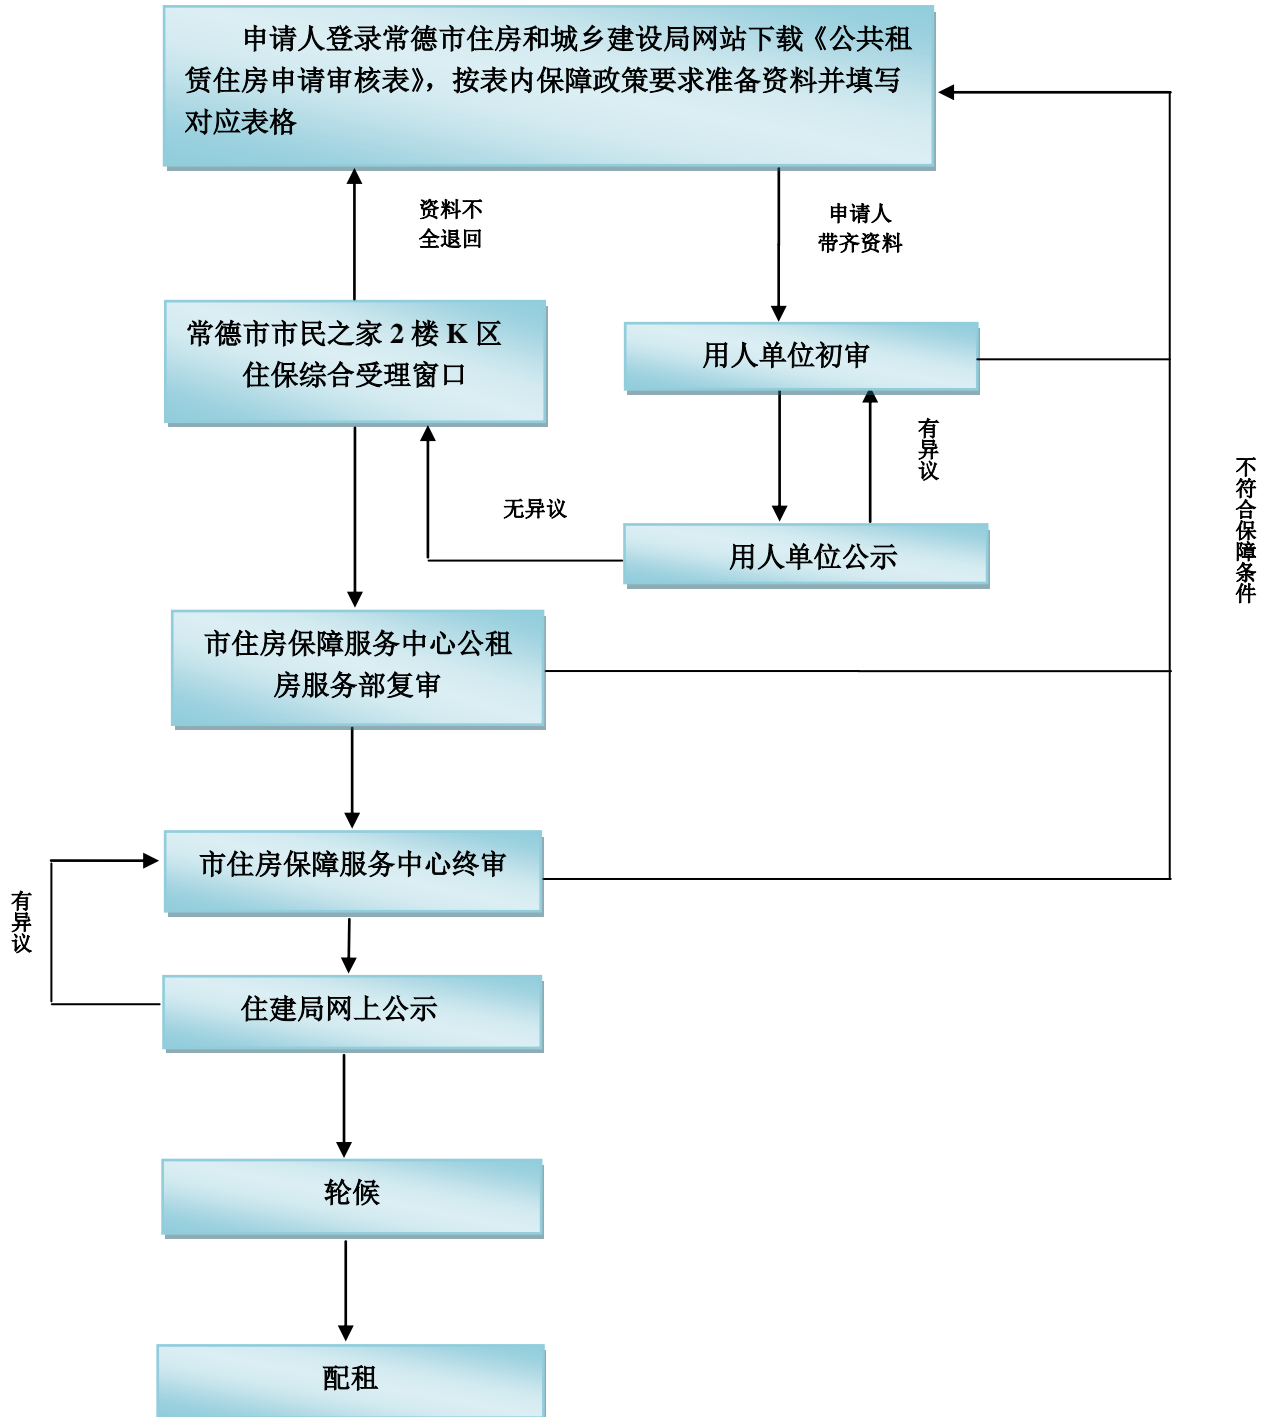 申请人登录常德市住房和城乡建设局网站下载《公共租
赁住房申请审核表》，按表内保障政策要求准备资料并填写
对应表格
资料不
全退回
申请人
带齐资料
常德市市民之家 2 楼 K 区
住保综合受理窗口
用人单位初审
有异议
无异议
用人单位公示
不符合保障条件
市住房保障服务中心公租
房服务部复审
市住房保障服务中心终审
有异议
住建局网上公示
轮候
配租